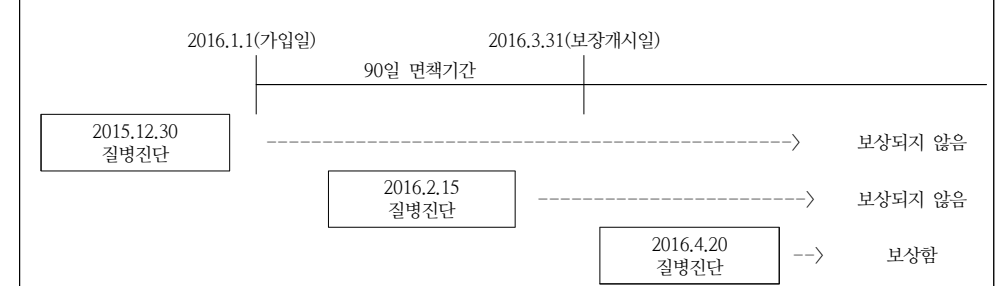 2016.1.1(가입일) 2016.3.31(보장개시일)
90일 면책기간
2015.12.30
질병진단
보상되지 않음
2016.2.15
질병진단
보상되지 않음
2016.4.20
질병진단
보상함